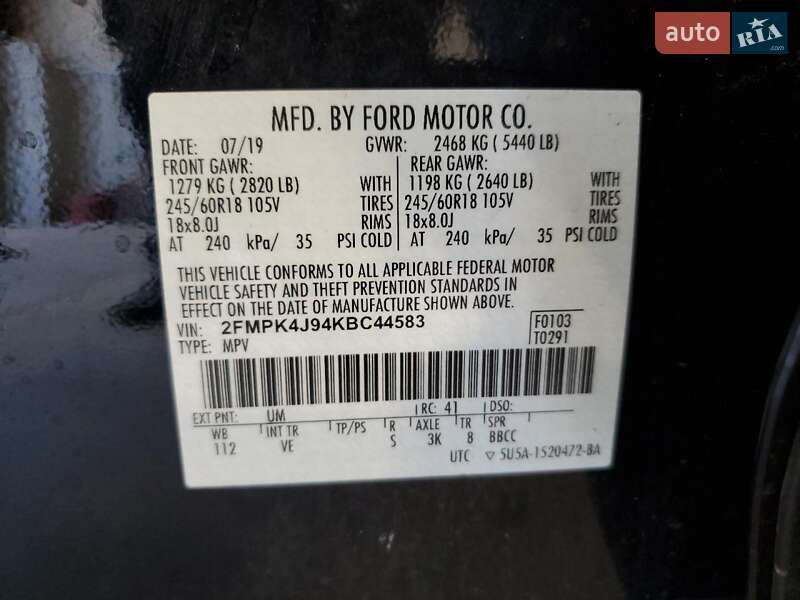 auto RIA
MFD. BY FORD MOTOR CO.
DATE: 07/19 GVWR: 2468 KG ( 5440 LB)
FRONT GAWR: REAR GAWR:
1279 KG ( 2820 LB) WITH 1198 KG ( 2640 LB) WITH
245/60R18 105V TIRES 245/60R18 105V TIRES
18x8.0J RIMS 18x8.0J RIMS
AT 240 kPa/ 35 PSI COLD AT 240 kPa/ 35 PSI COLD
THIS VEHICLE CONFORMS TO ALL APPLICABLE FEDERAL MOTOR
VEHICLE SAFETY AND THEFT PREVENTION STANDARDS IN
EFFECT ON THE DATE OF MANUFACTURE SHOWN ABOVE.
VIN: 2FMPK4J94KBC44583 F0103
TYPE: MPV T0291
EXT PNT: UM RC: 41 DSO:
WB INT TR TP/PS R AXLE TR SPR
112 VE S 3K 8 BBCC
UTC ▽ 5U5A-1520472-BA